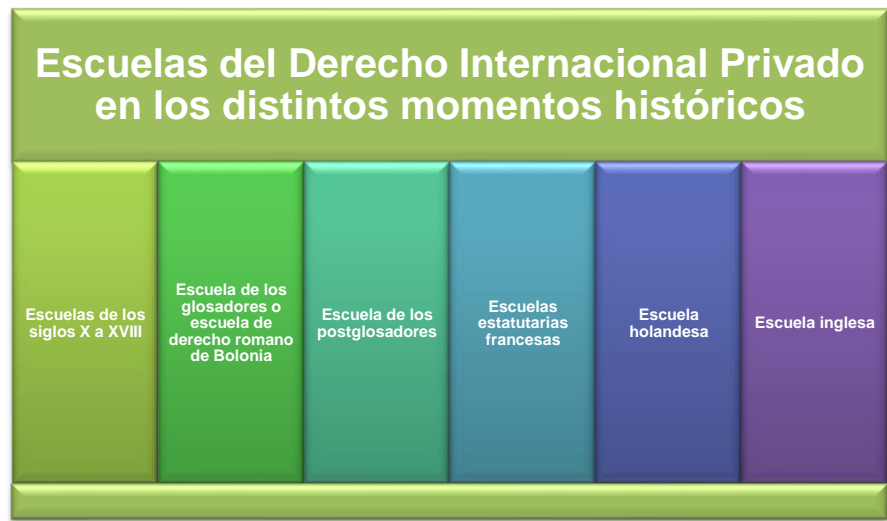 Escuelas del Derecho Internacional Privado
en los distintos momentos históricos
Escuelas de los
siglos X a XVIII
Escuela de los
glosadores o
escuela de
derecho romano
de Bolonia
Escuela de los
postglosadores
Escuelas
estatutarias
francesas
Escuela
holandesa
Escuela inglesa